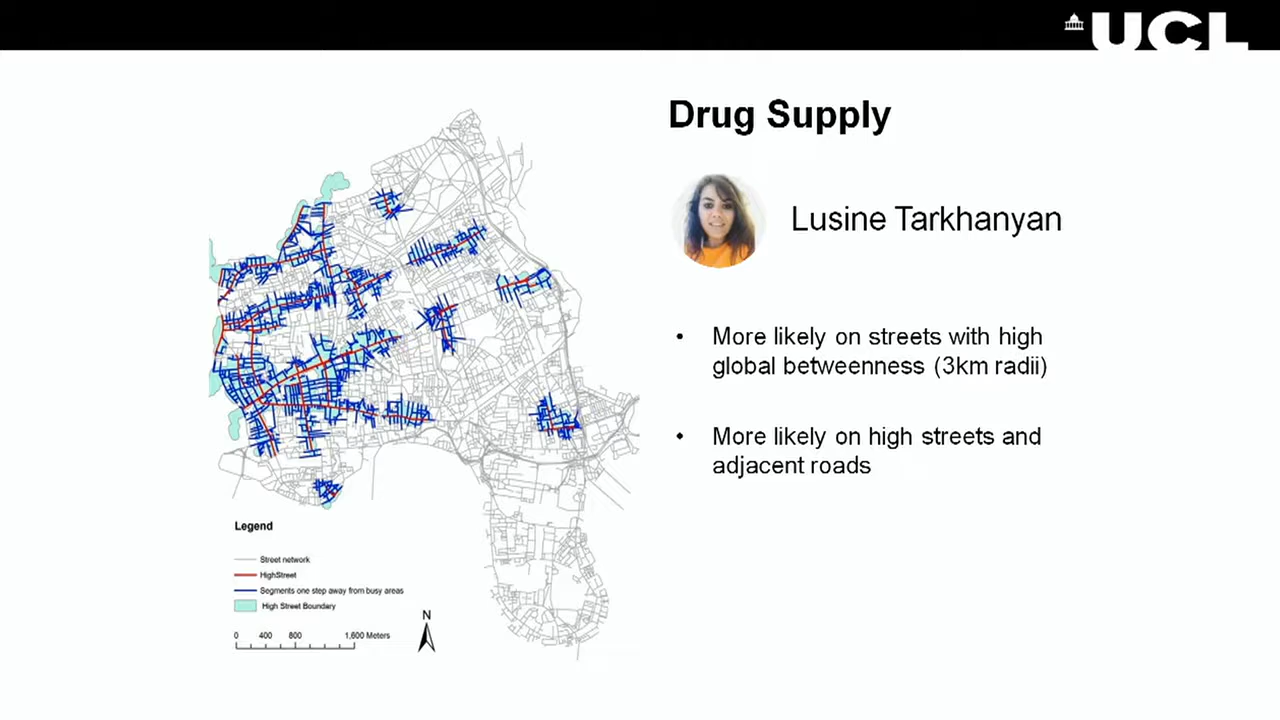 UCL
Drug Supply
Lusine Tarkhanyan
• More likely on streets with high
global betweenness (3km radii)
• More likely on high streets and
adjacent roads
Legend
Street network
HighStreet
Segments one step away from busy areas
High Street Boundary
0 400 800 1,600 Meters
N